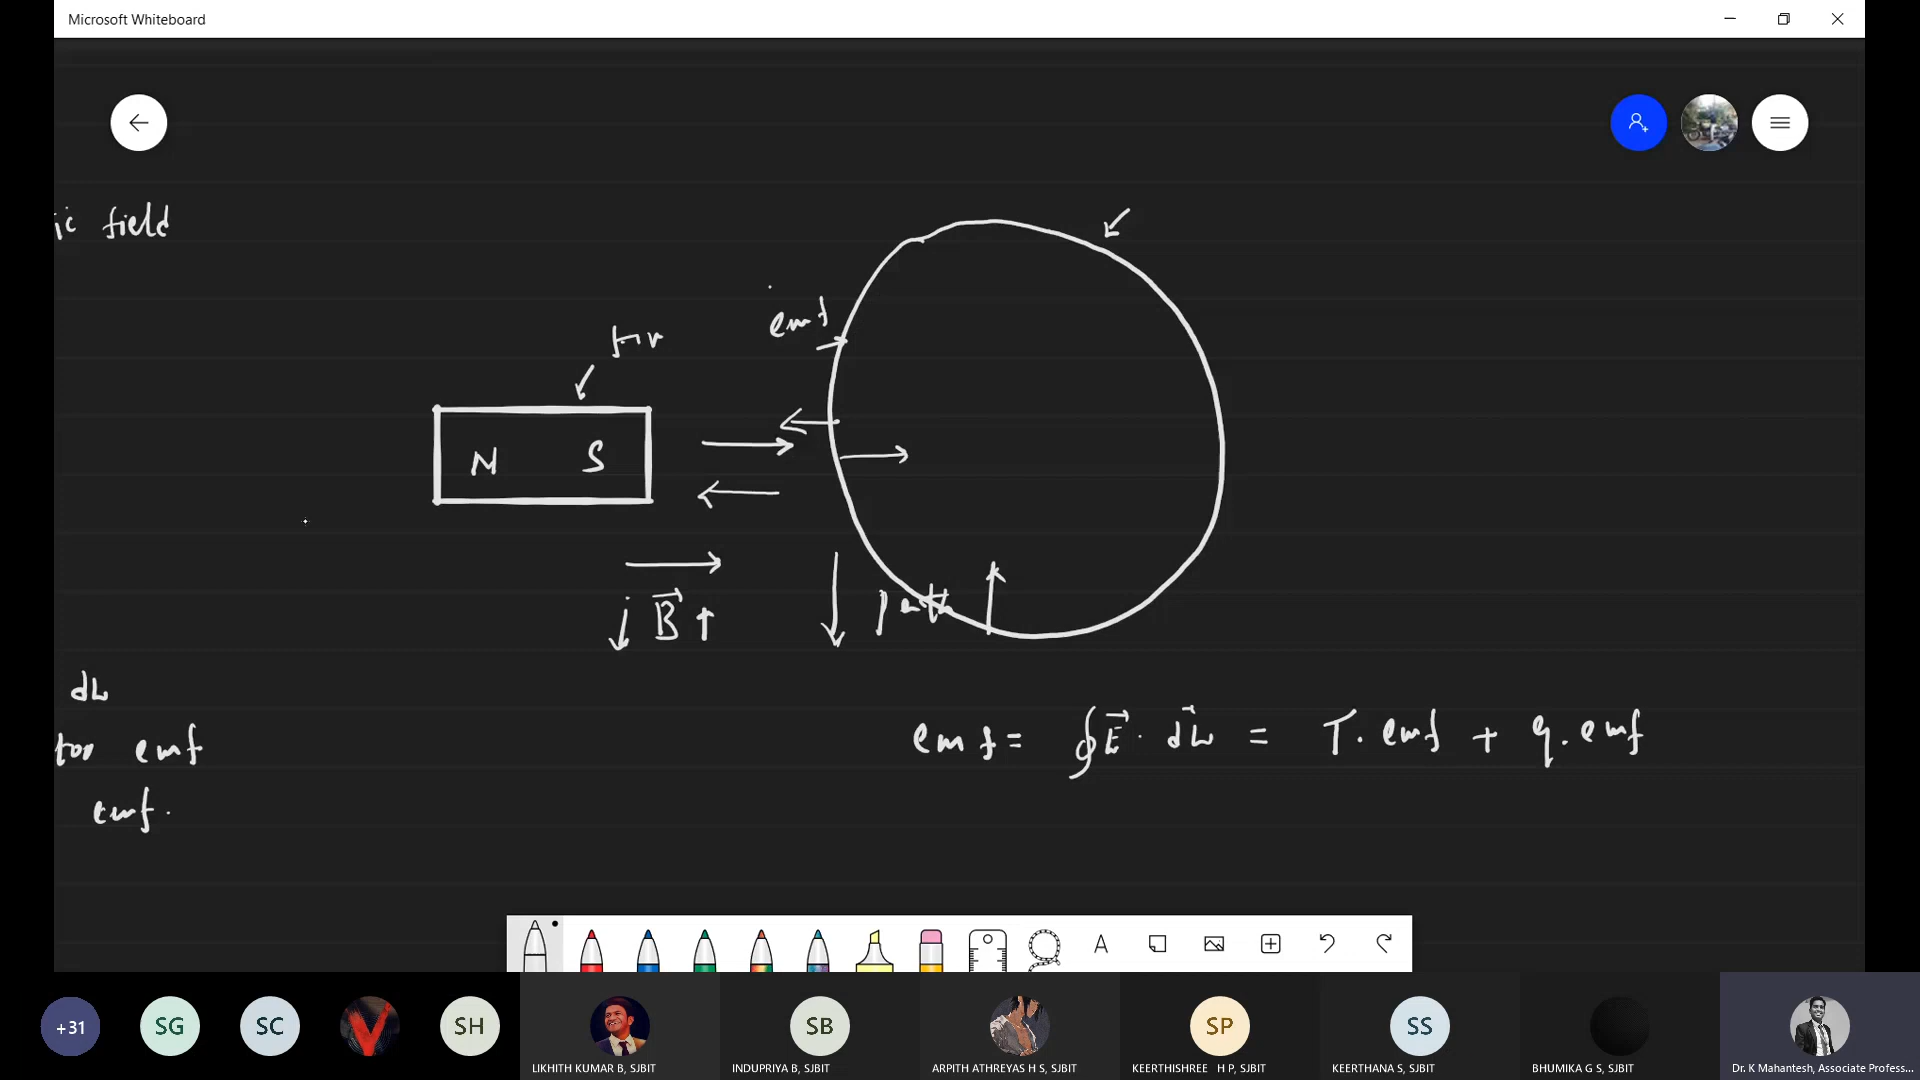 Microsoft Whiteboard
ic field
emf
N S
B
path
dL
tor emf
emf = ∮ E · dL = T. emf + q. emf
emf.
A
+31
SG
SC
SH
SB
SP
SS
LIKHITH KUMAR B, SJBIT
INDUPRIYA B, SJBIT
ARPITH ATHREYAS H S, SJBIT
KEERTHISHREE H P, SJBIT
KEERTHANA S, SJBIT
BHUMIKA G S, SJBIT
Dr. K Mahantesh, Associate Profess...